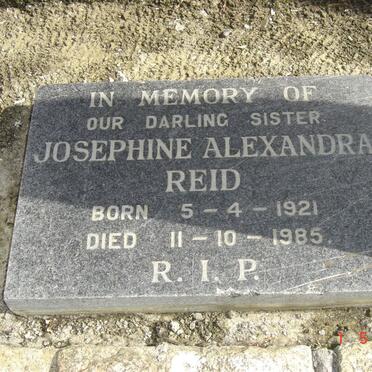 IN MEMORY OF
OUR DARLING SISTER
JOSEPHINE ALEXANDRA
REID
BORN 5-4-1921
DIED 11-10-1985.
R. I. P.